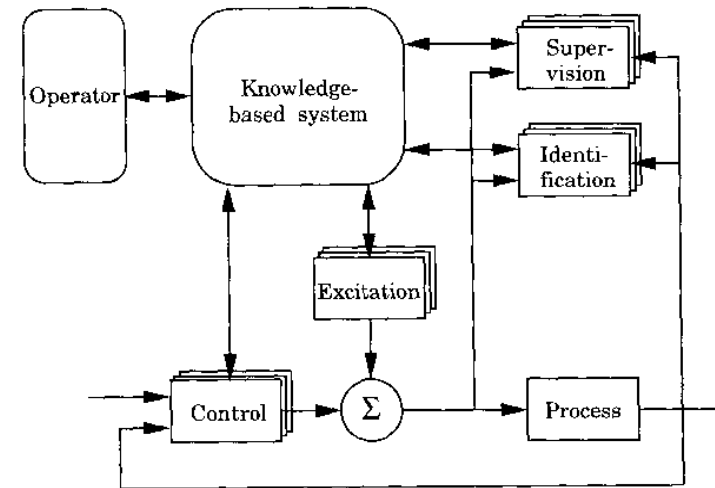 Operator
Knowledge-
based system
Super-
vision
Identi-
fication
Excitation
Control
Σ
Process